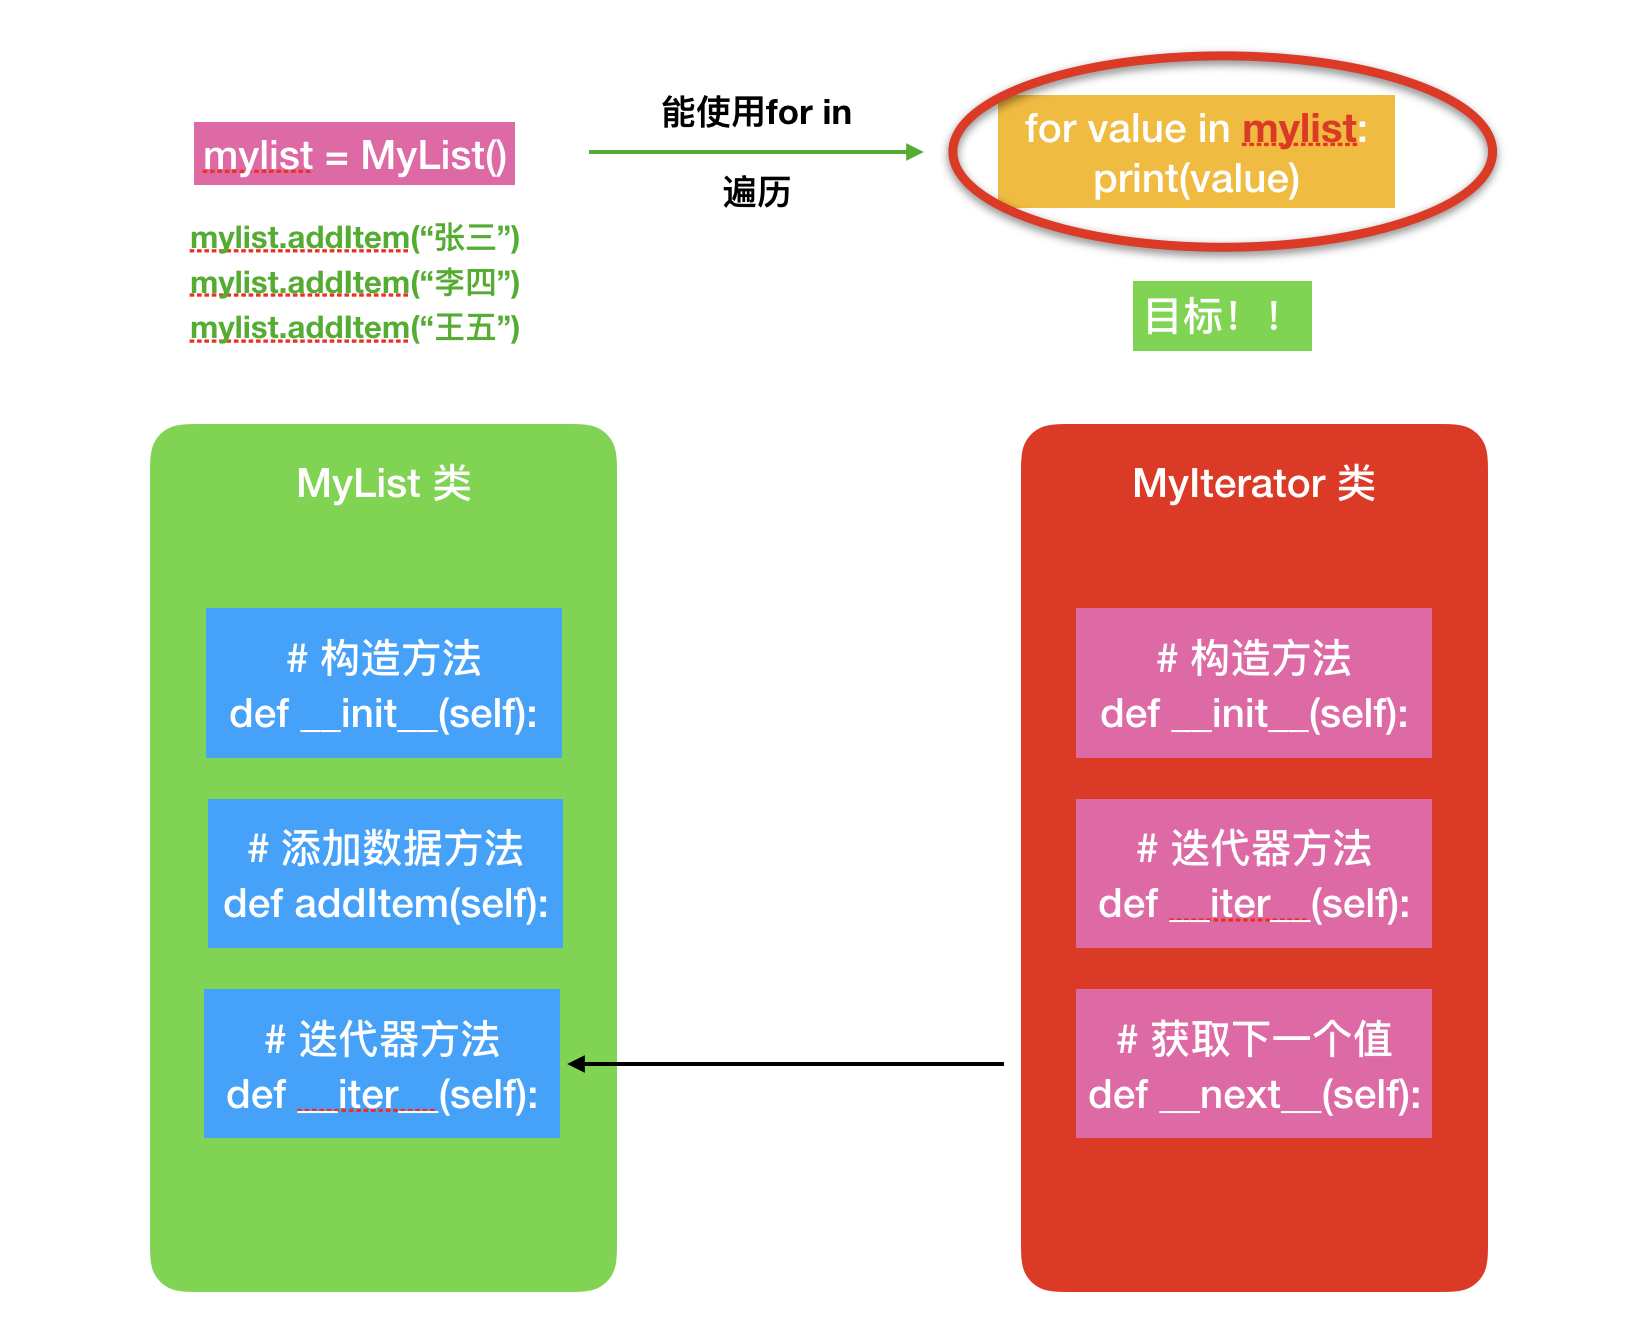 mylist = MyList()
mylist.addItem(“张三”)
mylist.addItem(“李四”)
mylist.addItem(“王五”)
能使用for in
遍历
for value in mylist:
print(value)
目标！！
MyList 类
# 构造方法
def __init__(self):
# 添加数据方法
def addItem(self):
# 迭代器方法
def __iter__(self):
MyIterator 类
# 构造方法
def __init__(self):
# 迭代器方法
def __iter__(self):
# 获取下一个值
def __next__(self):